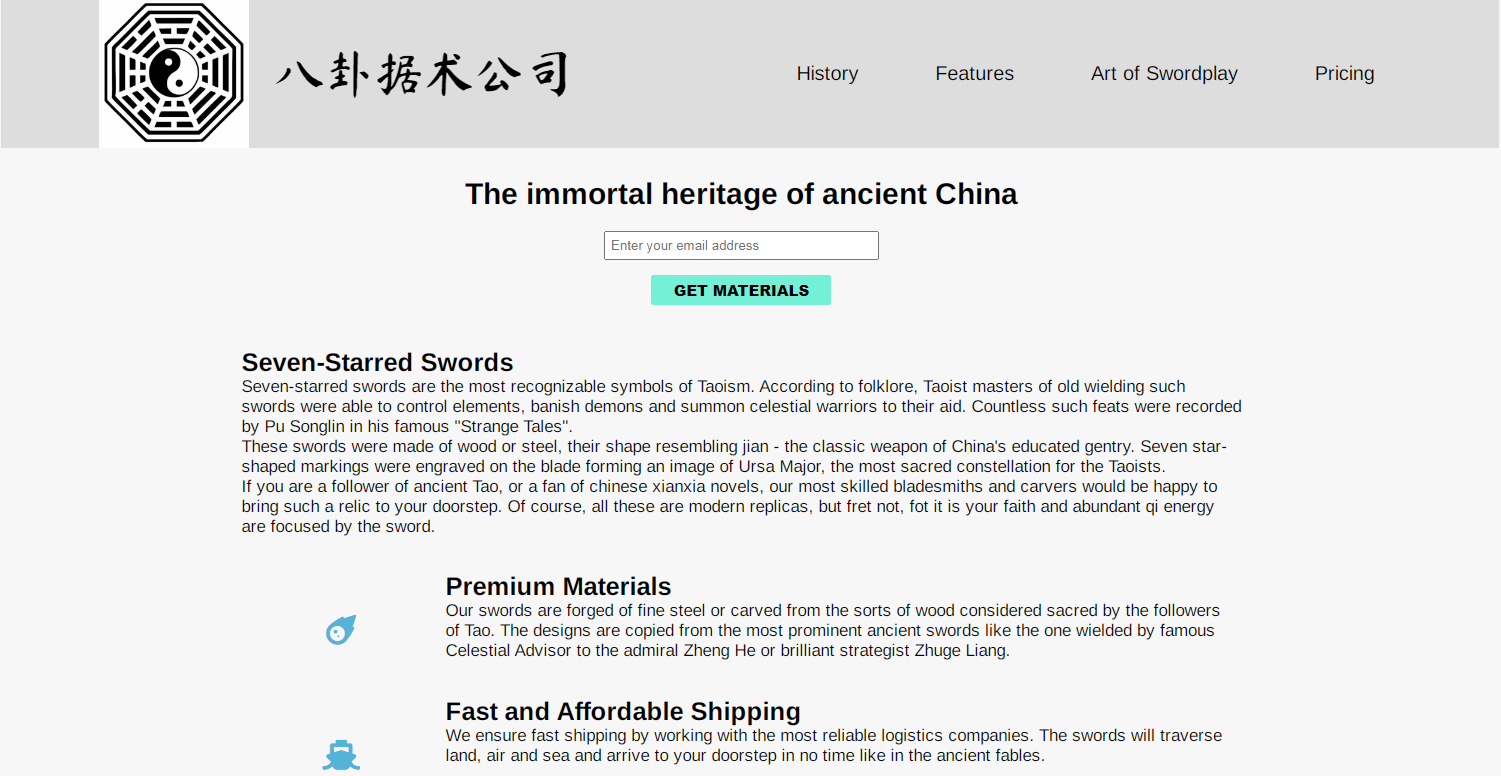 八卦据术公司
History
Features
Art of Swordplay
Pricing
The immortal heritage of ancient China
Enter your email address
GET MATERIALS
Seven-Starred Swords
Seven-starred swords are the most recognizable symbols of Taoism. According to folklore, Taoist masters of old wielding such
swords were able to control elements, banish demons and summon celestial warriors to their aid. Countless such feats were recorded
by Pu Songlin in his famous "Strange Tales".
These swords were made of wood or steel, their shape resembling jian - the classic weapon of China's educated gentry. Seven star-
shaped markings were engraved on the blade forming an image of Ursa Major, the most sacred constellation for the Taoists.
If you are a follower of ancient Tao, or a fan of chinese xianxia novels, our most skilled bladesmiths and carvers would be happy to
bring such a relic to your doorstep. Of course, all these are modern replicas, but fret not, fot it is your faith and abundant qi energy
are focused by the sword.
Premium Materials
Our swords are forged of fine steel or carved from the sorts of wood considered sacred by the followers
of Tao. The designs are copied from the most prominent ancient swords like the one wielded by famous
Celestial Advisor to the admiral Zheng He or brilliant strategist Zhuge Liang.
Fast and Affordable Shipping
We ensure fast shipping by working with the most reliable logistics companies. The swords will traverse
land, air and sea and arrive to your doorstep in no time like in the ancient fables.